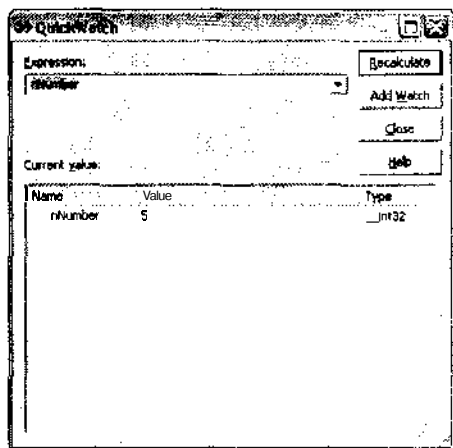 QuickWatch
Expression:
nNumber
Recalculate
Add Watch
Close
Help
Current value:
Name Value Type
nNumber 5 __int32